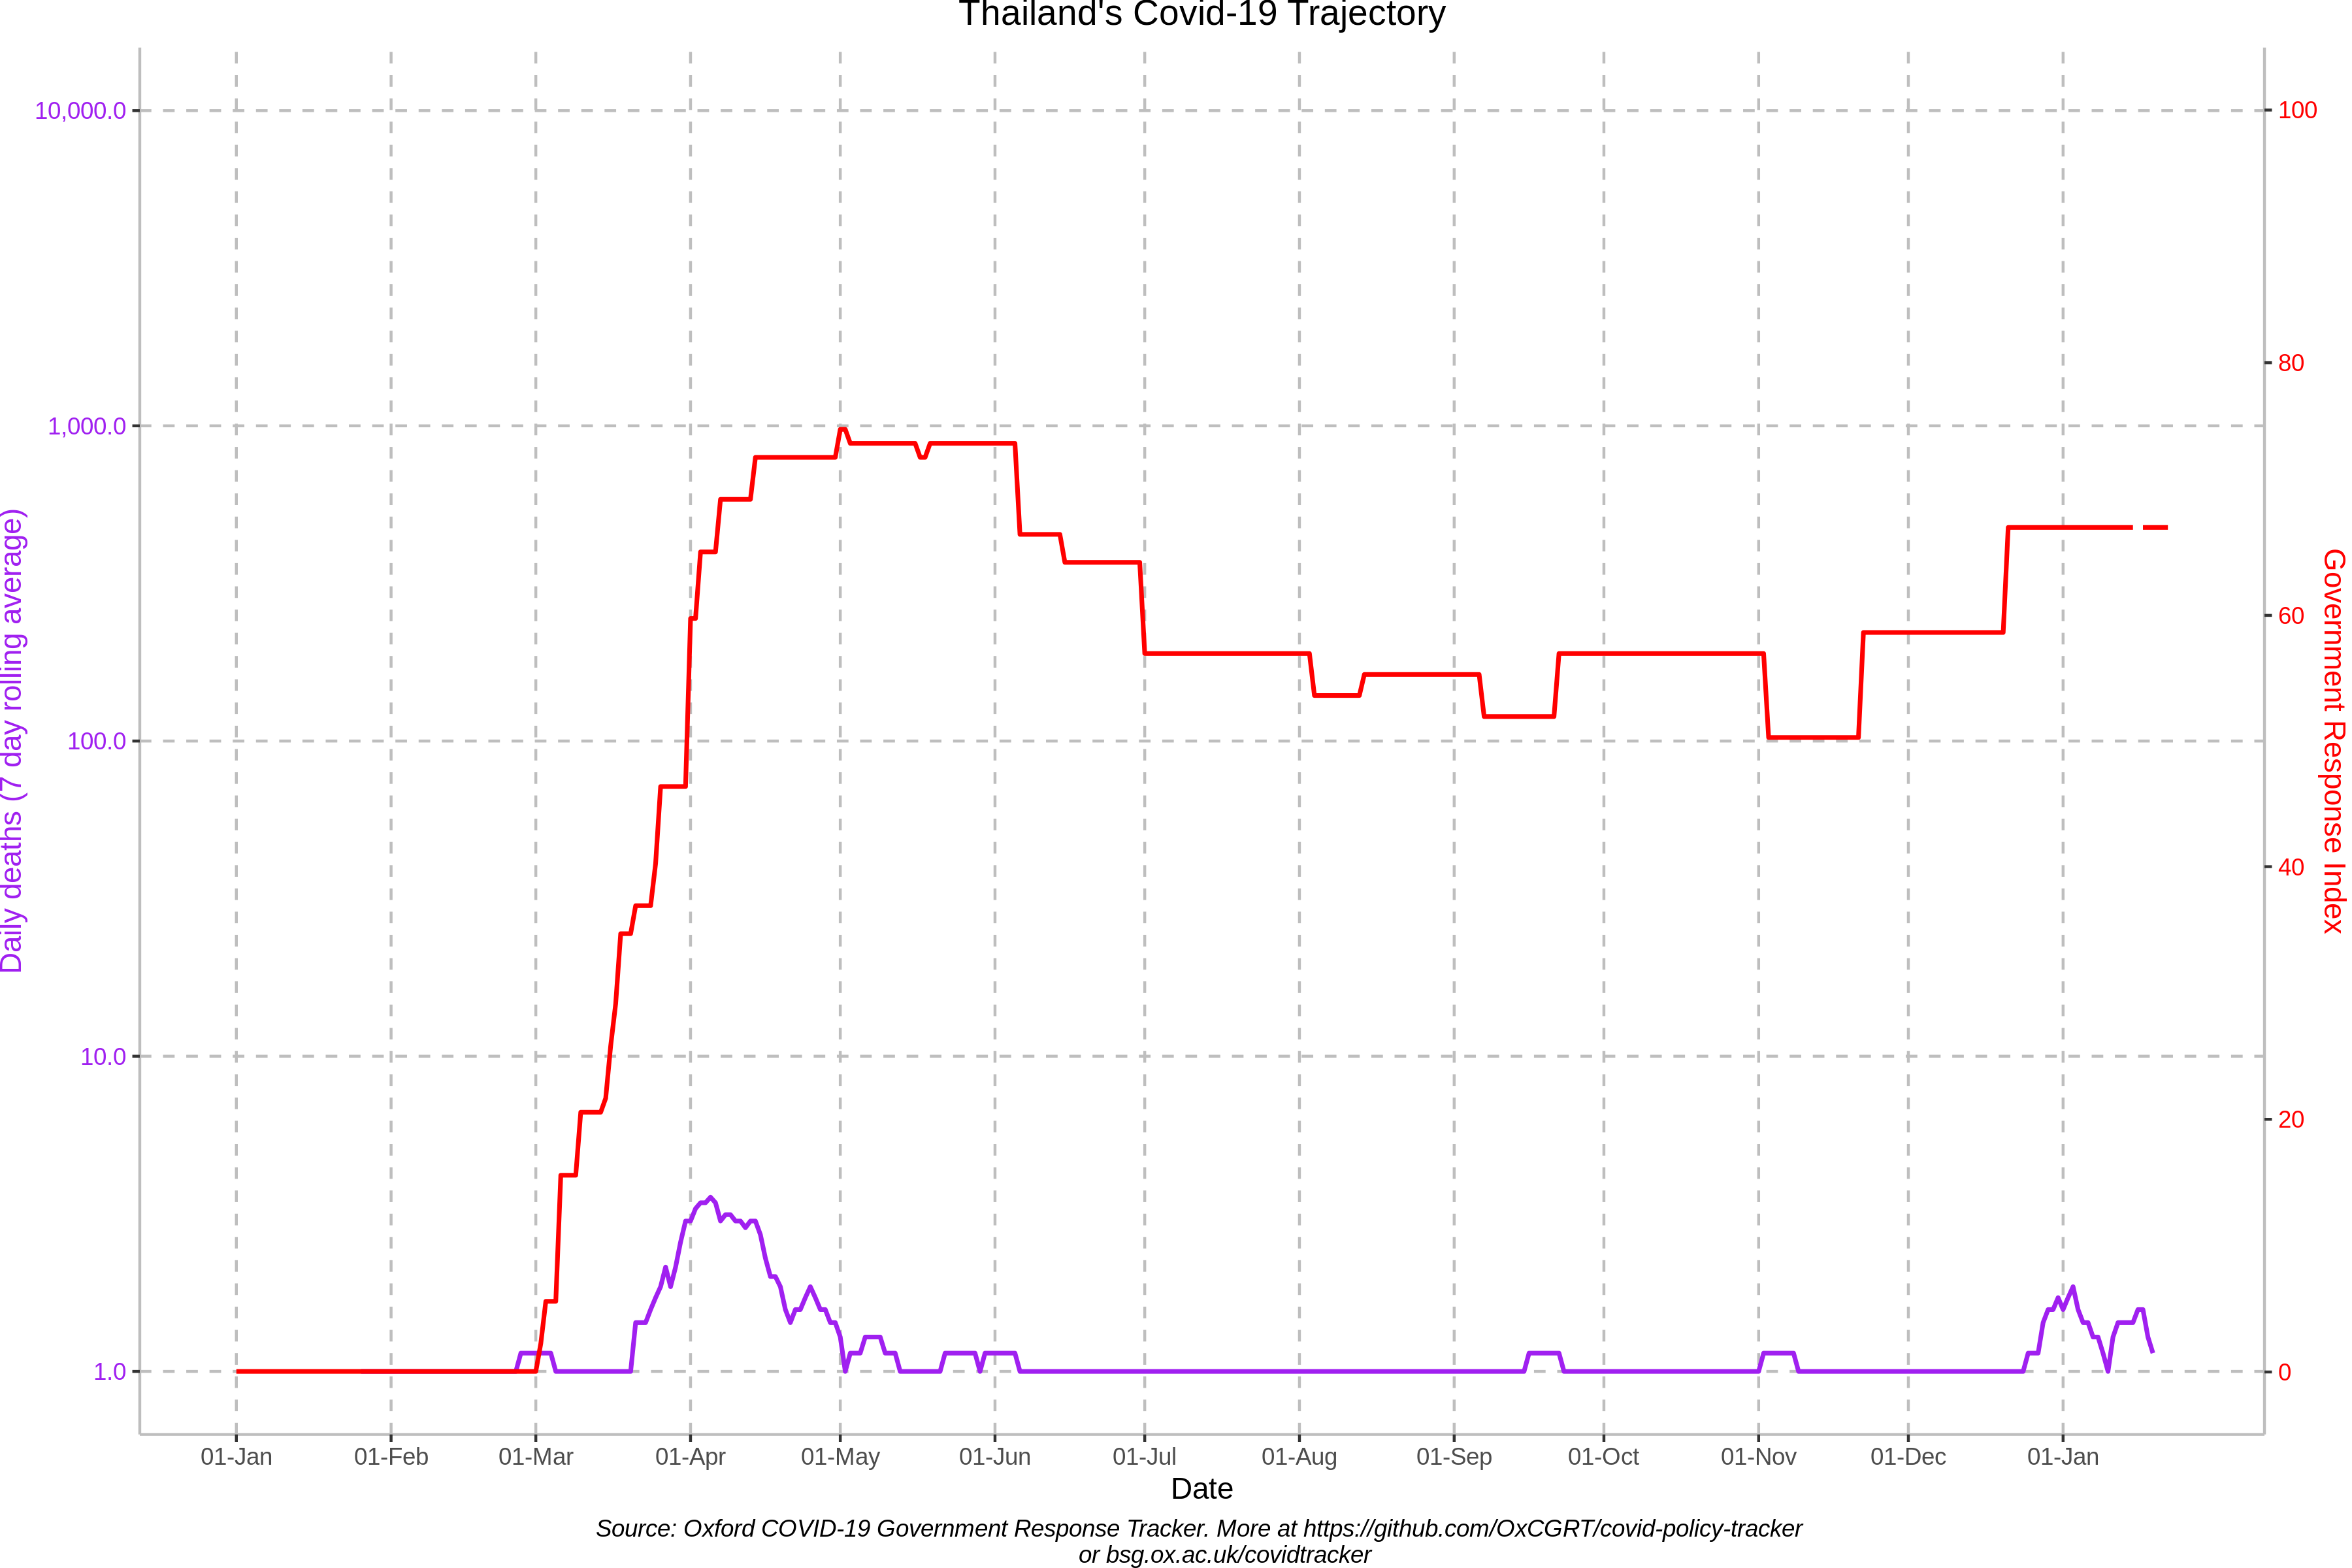 Thailand's Covid-19 Trajectory
10,000.0
1,000.0
100.0
10.0
1.0
Daily deaths (7 day rolling average)
100
80
60
40
20
0
Government Response Index
01-Jan 01-Feb 01-Mar 01-Apr 01-May 01-Jun 01-Jul 01-Aug 01-Sep 01-Oct 01-Nov 01-Dec 01-Jan
Date
Source: Oxford COVID-19 Government Response Tracker. More at https://github.com/OxCGRT/covid-policy-tracker
or bsg.ox.ac.uk/covidtracker